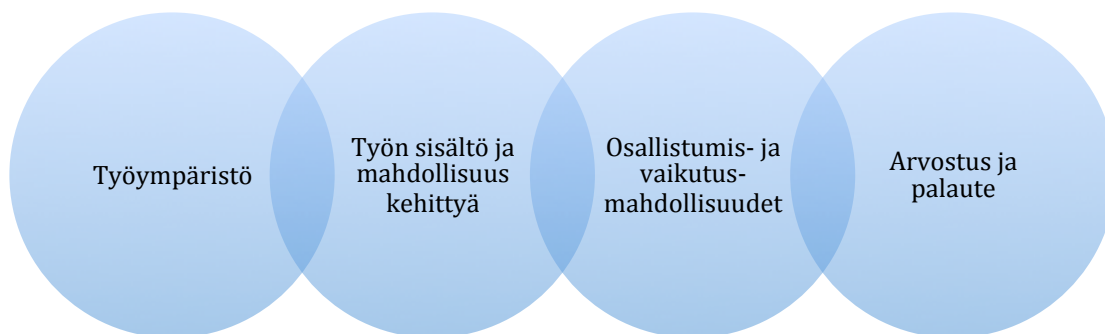 Työympäristö
Työn sisältö ja
mahdollisuus
kehittyä
Osallistumis- ja
vaikutus-
mahdollisuudet
Arvostus ja
palaute